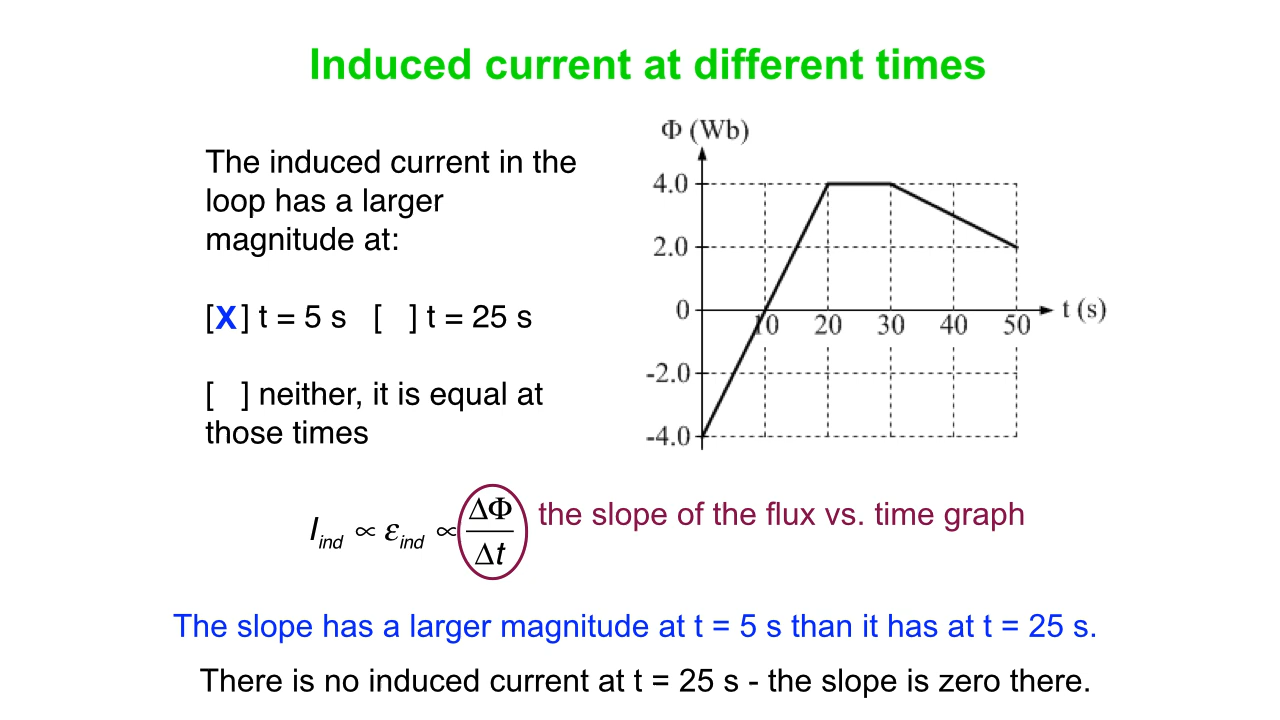 Induced current at different times
The induced current in the
loop has a larger
magnitude at:
[X] t = 5 s [ ] t = 25 s
[ ] neither, it is equal at
those times
Φ (Wb)
4.0
2.0
0
-2.0
-4.0
10 20 30 40 50 t (s)
I_ind ∝ ε_ind ∝ ΔΦ/Δt
the slope of the flux vs. time graph
The slope has a larger magnitude at t = 5 s than it has at t = 25 s.
There is no induced current at t = 25 s - the slope is zero there.